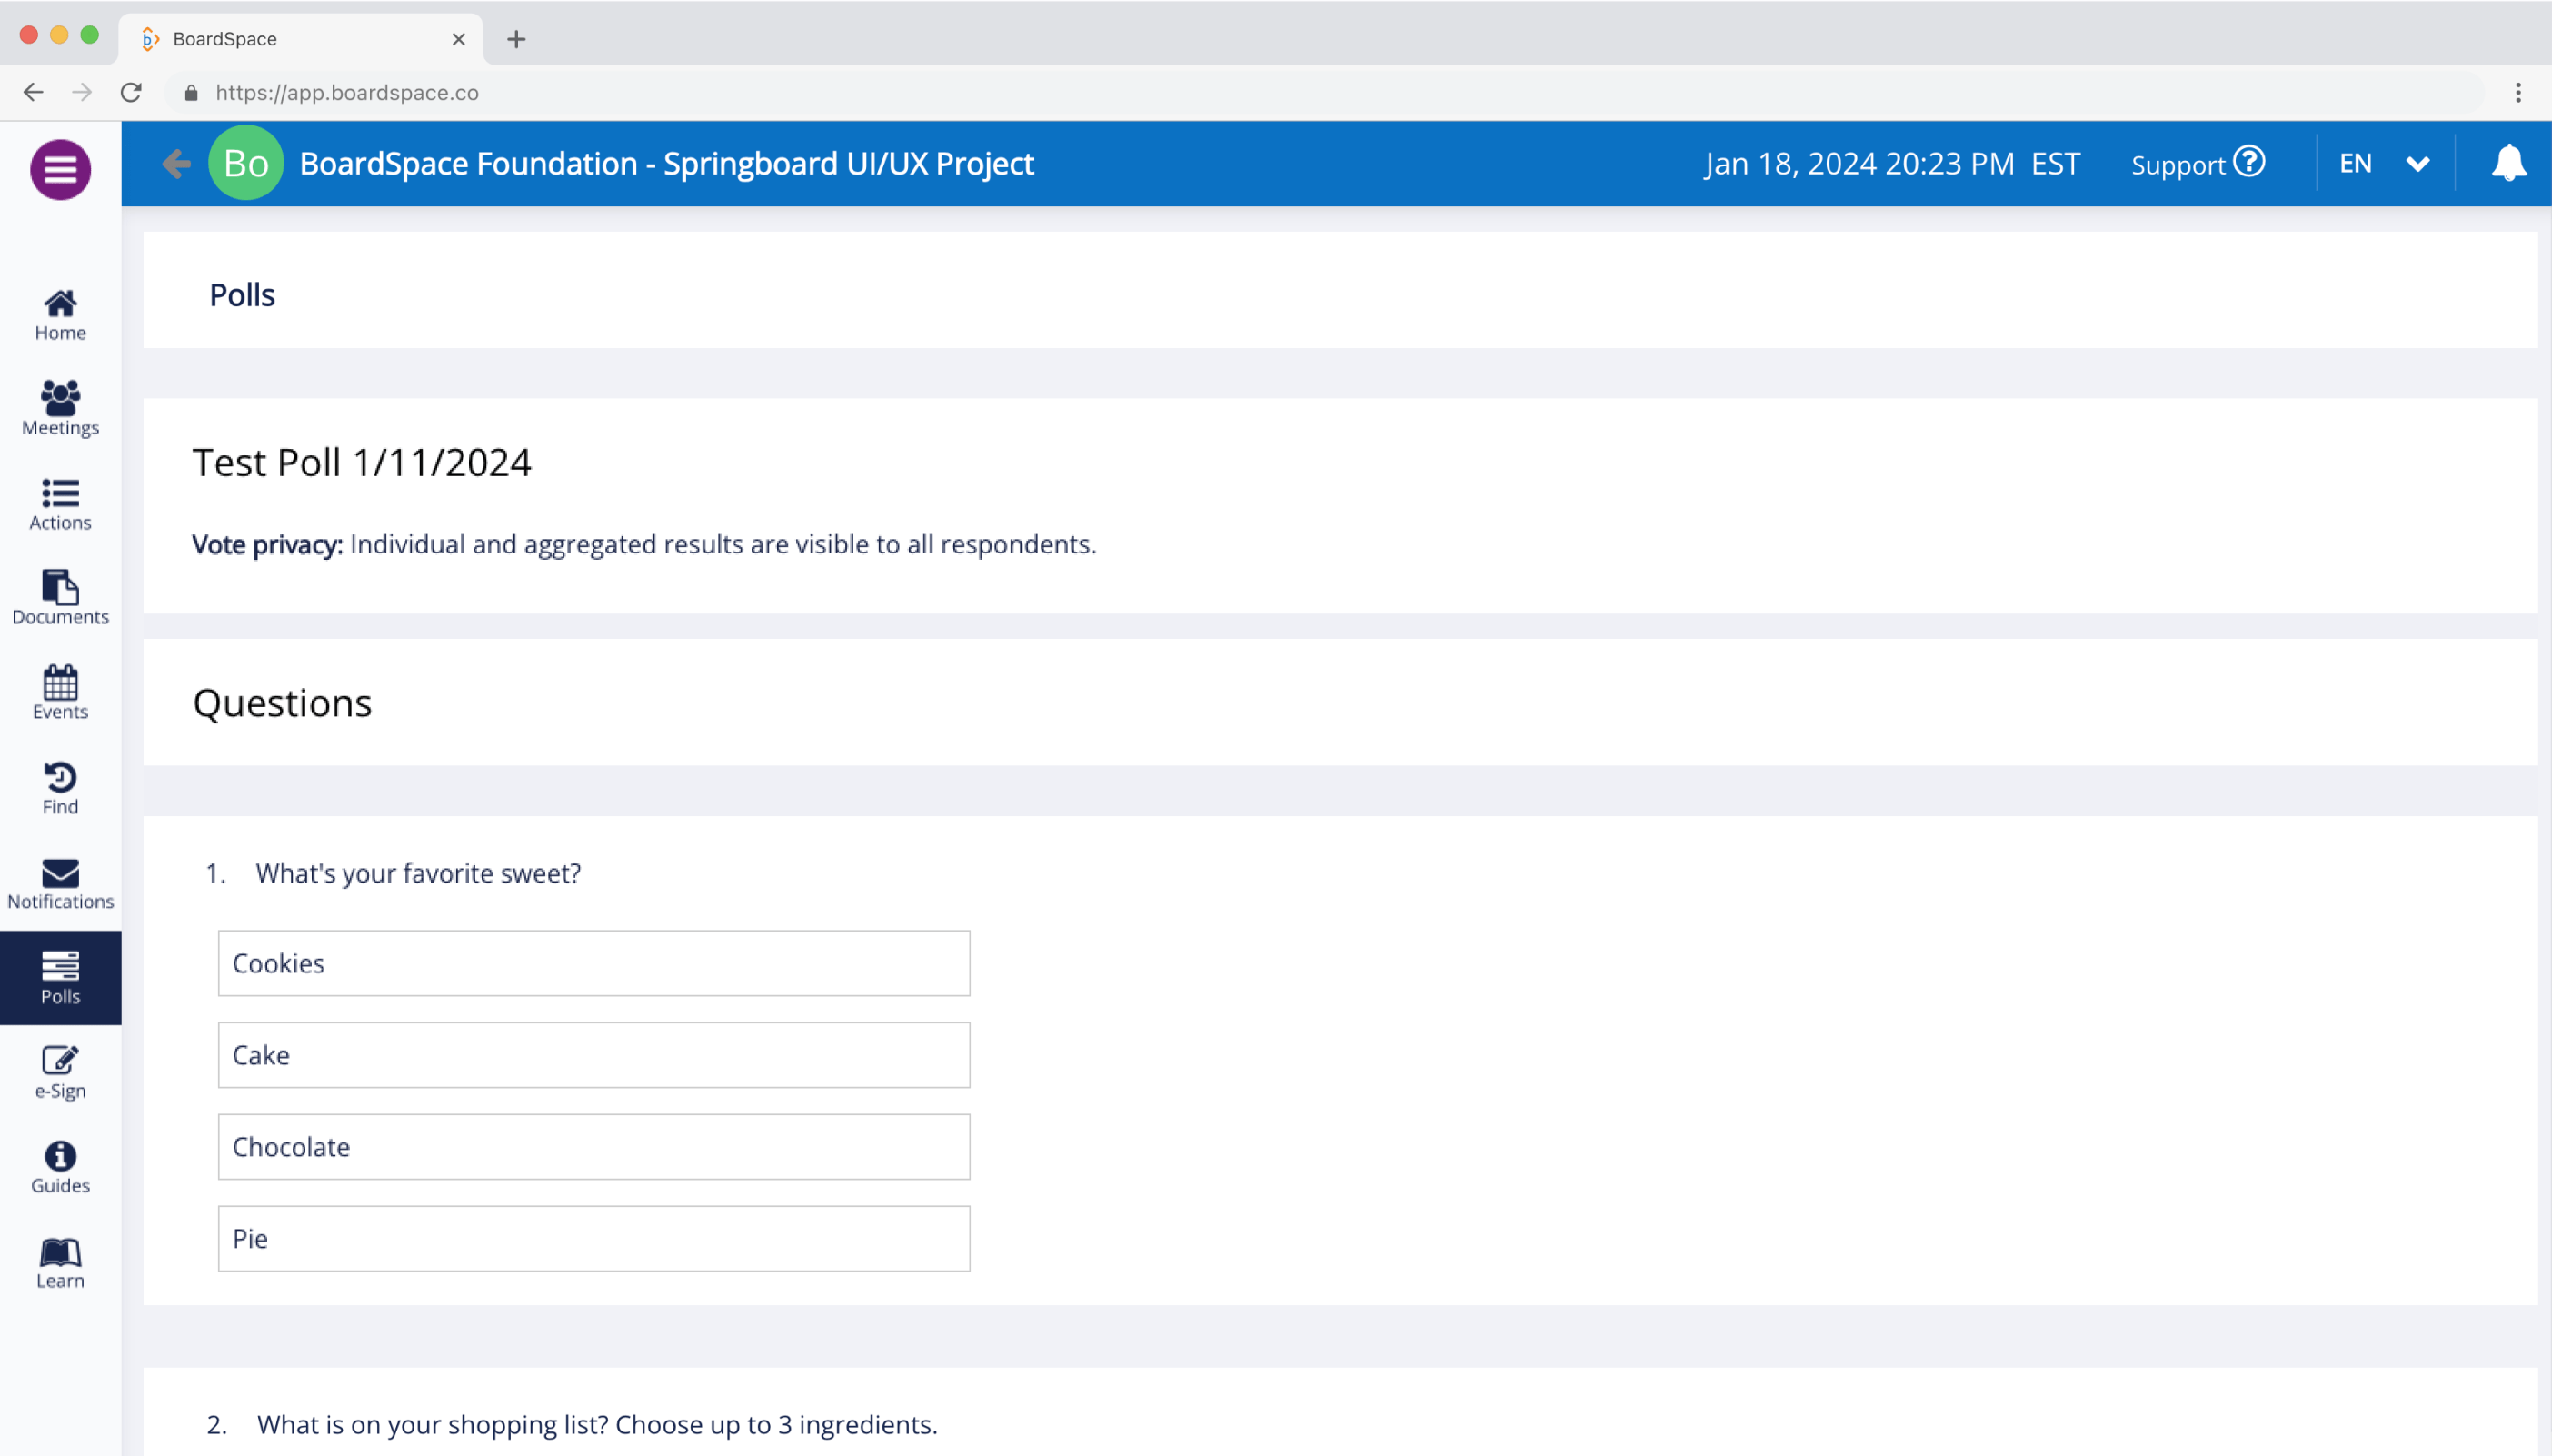 BoardSpace
https://app.boardspace.co
Bo BoardSpace Foundation - Springboard UI/UX Project Jan 18, 2024 20:23 PM EST Support ? EN
Home
Meetings
Actions
Documents
Events
Find
Notifications
Polls
e-Sign
Guides
Learn
Polls
Test Poll 1/11/2024
Vote privacy: Individual and aggregated results are visible to all respondents.
Questions
1. What's your favorite sweet?
Cookies
Cake
Chocolate
Pie
2. What is on your shopping list? Choose up to 3 ingredients.